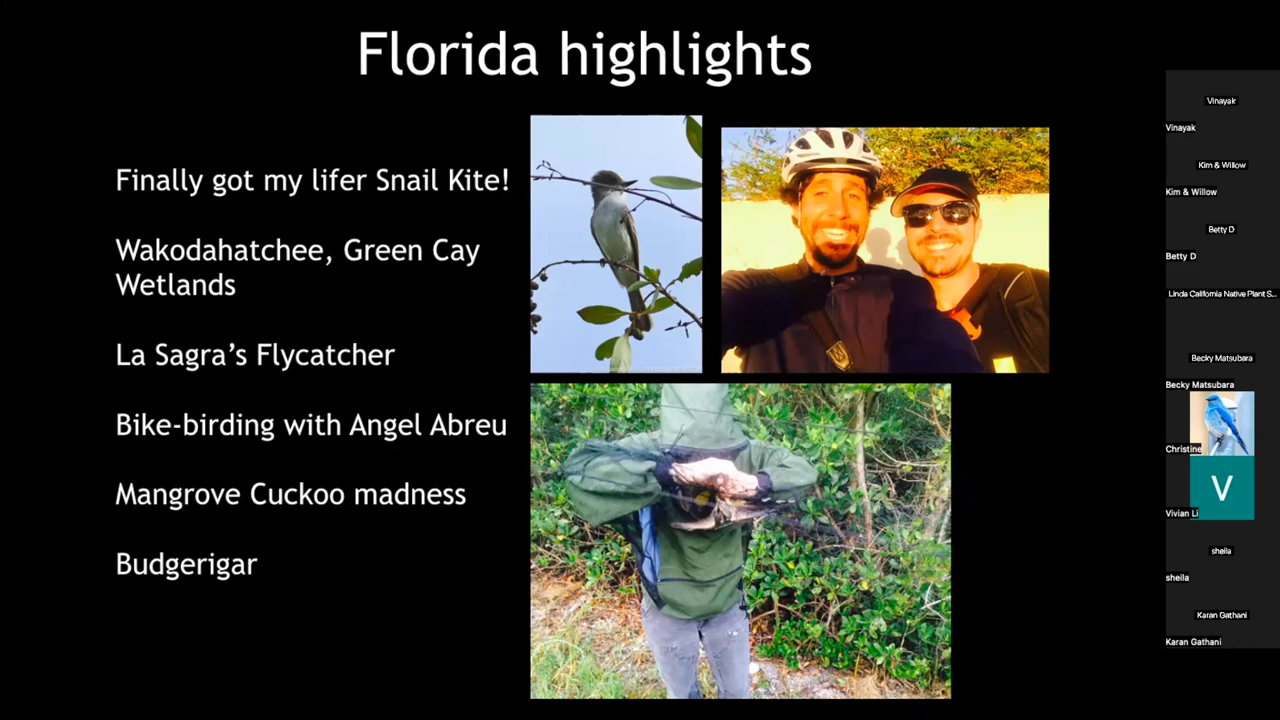 Florida highlights
Finally got my lifer Snail Kite!
Wakodahatchee, Green Cay
Wetlands
La Sagra's Flycatcher
Bike-birding with Angel Abreu
Mangrove Cuckoo madness
Budgerigar
Vinayak
Vinayak
Kim & Willow
Kim & Willow
Betty D
Betty D
Linda California Native Plant S...
Becky Matsubara
Becky Matsubara
Christine
V
Vivian Li
sheila
sheila
Karan Gathani
Karan Gathani